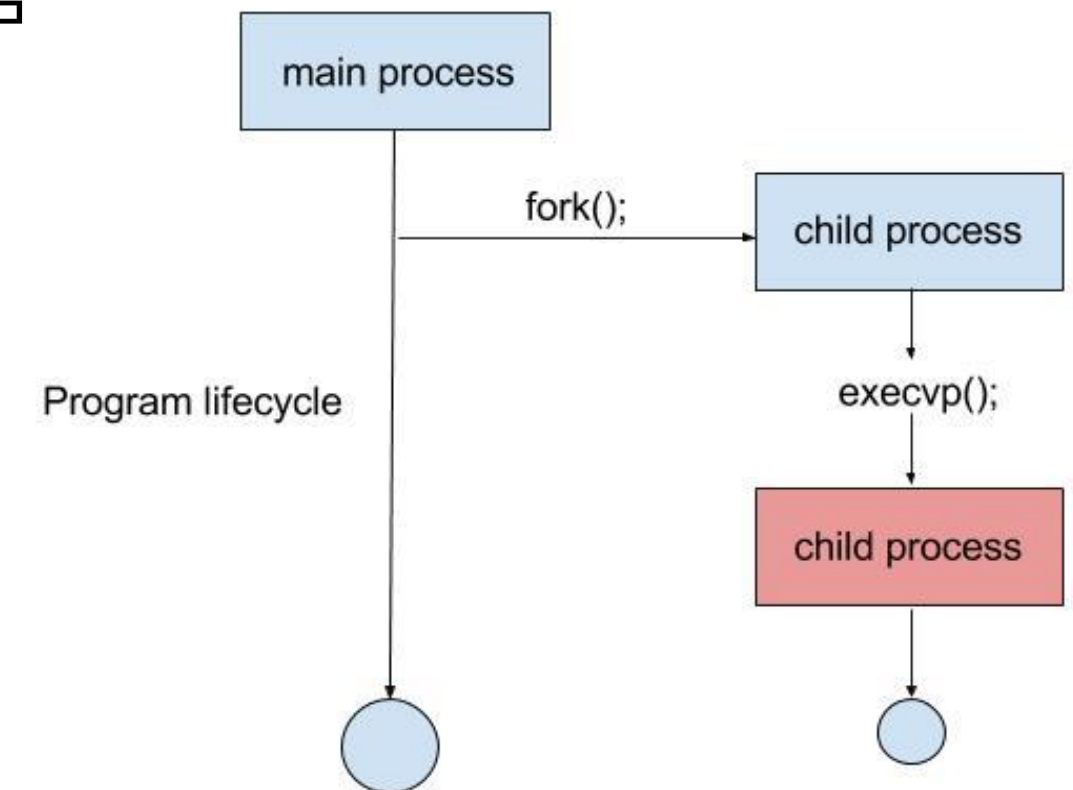 main process
fork();
child process
Program lifecycle
execvp();
child process